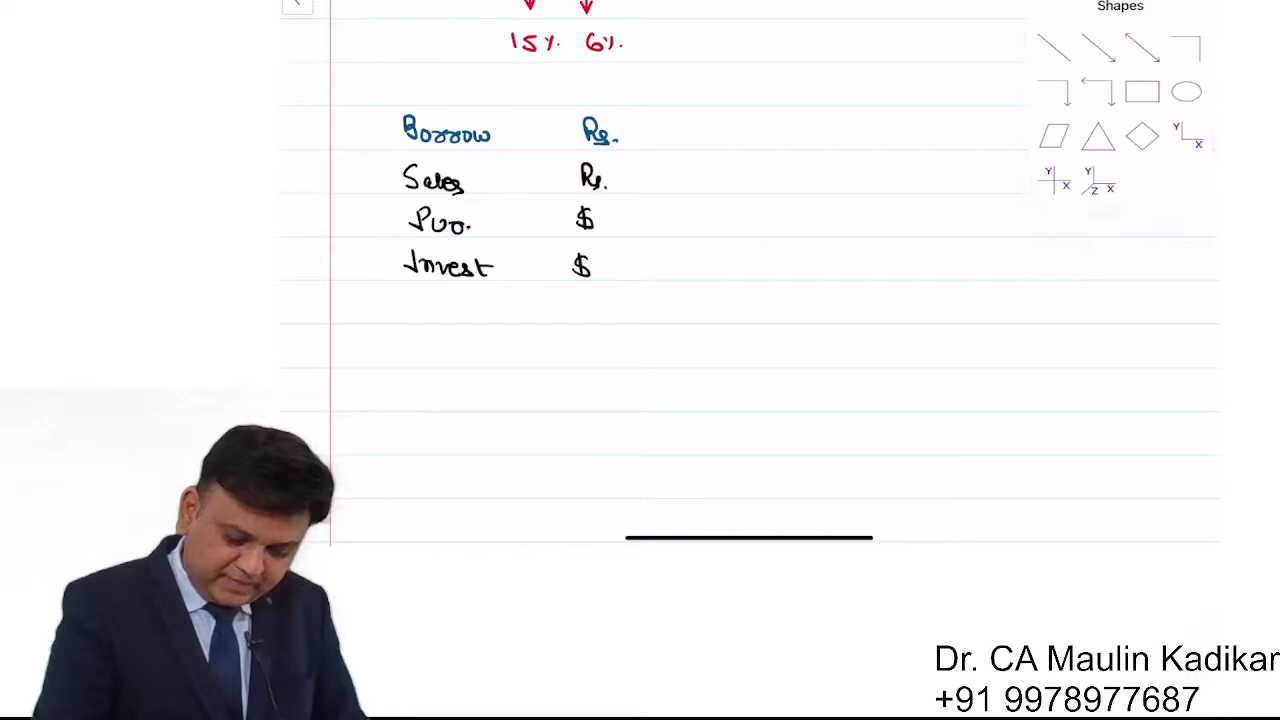 Shapes
15%. 6%.
Borrow Rs.
Sales Rs.
Pur. $
Invest $
Y
X
Y
X
Y
Z X
Dr. CA Maulin Kadikar
+91 9978977687